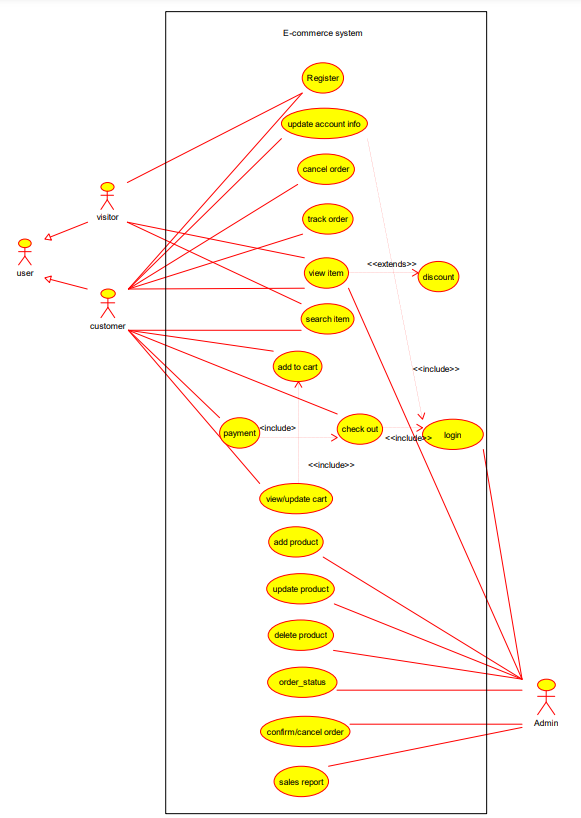 E-commerce system
Register
update account info
cancel order
track order
visitor
user
view item
<<extends>>
discount
customer
search item
add to cart
<<include>>
payment
<include>
check out
<<include>>
login
<<include>>
view/update cart
add product
update product
delete product
order_status
Admin
confirm/cancel order
sales report